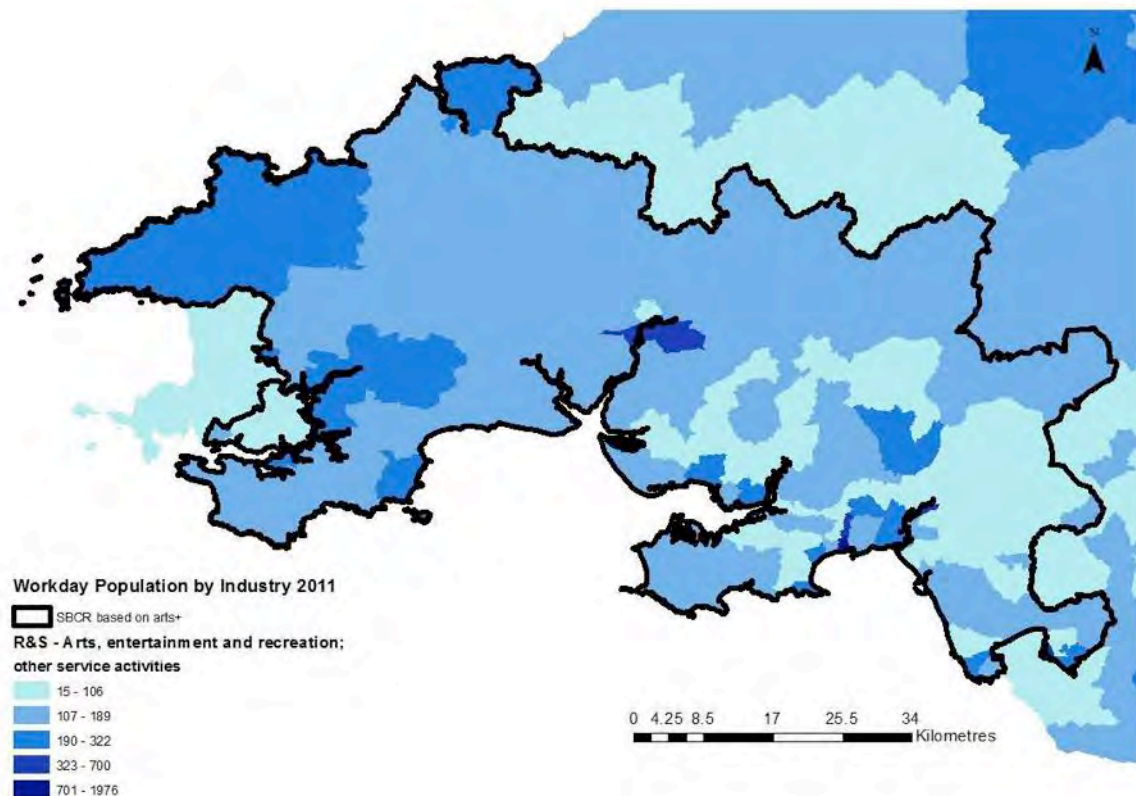 N
Workday Population by Industry 2011
SBCR based on arts+
R&S - Arts, entertainment and recreation;
other service activities
15 - 106
107 - 189
190 - 322
323 - 700
701 - 1976
0 4.25 8.5 17 25.5 34
Kilometres